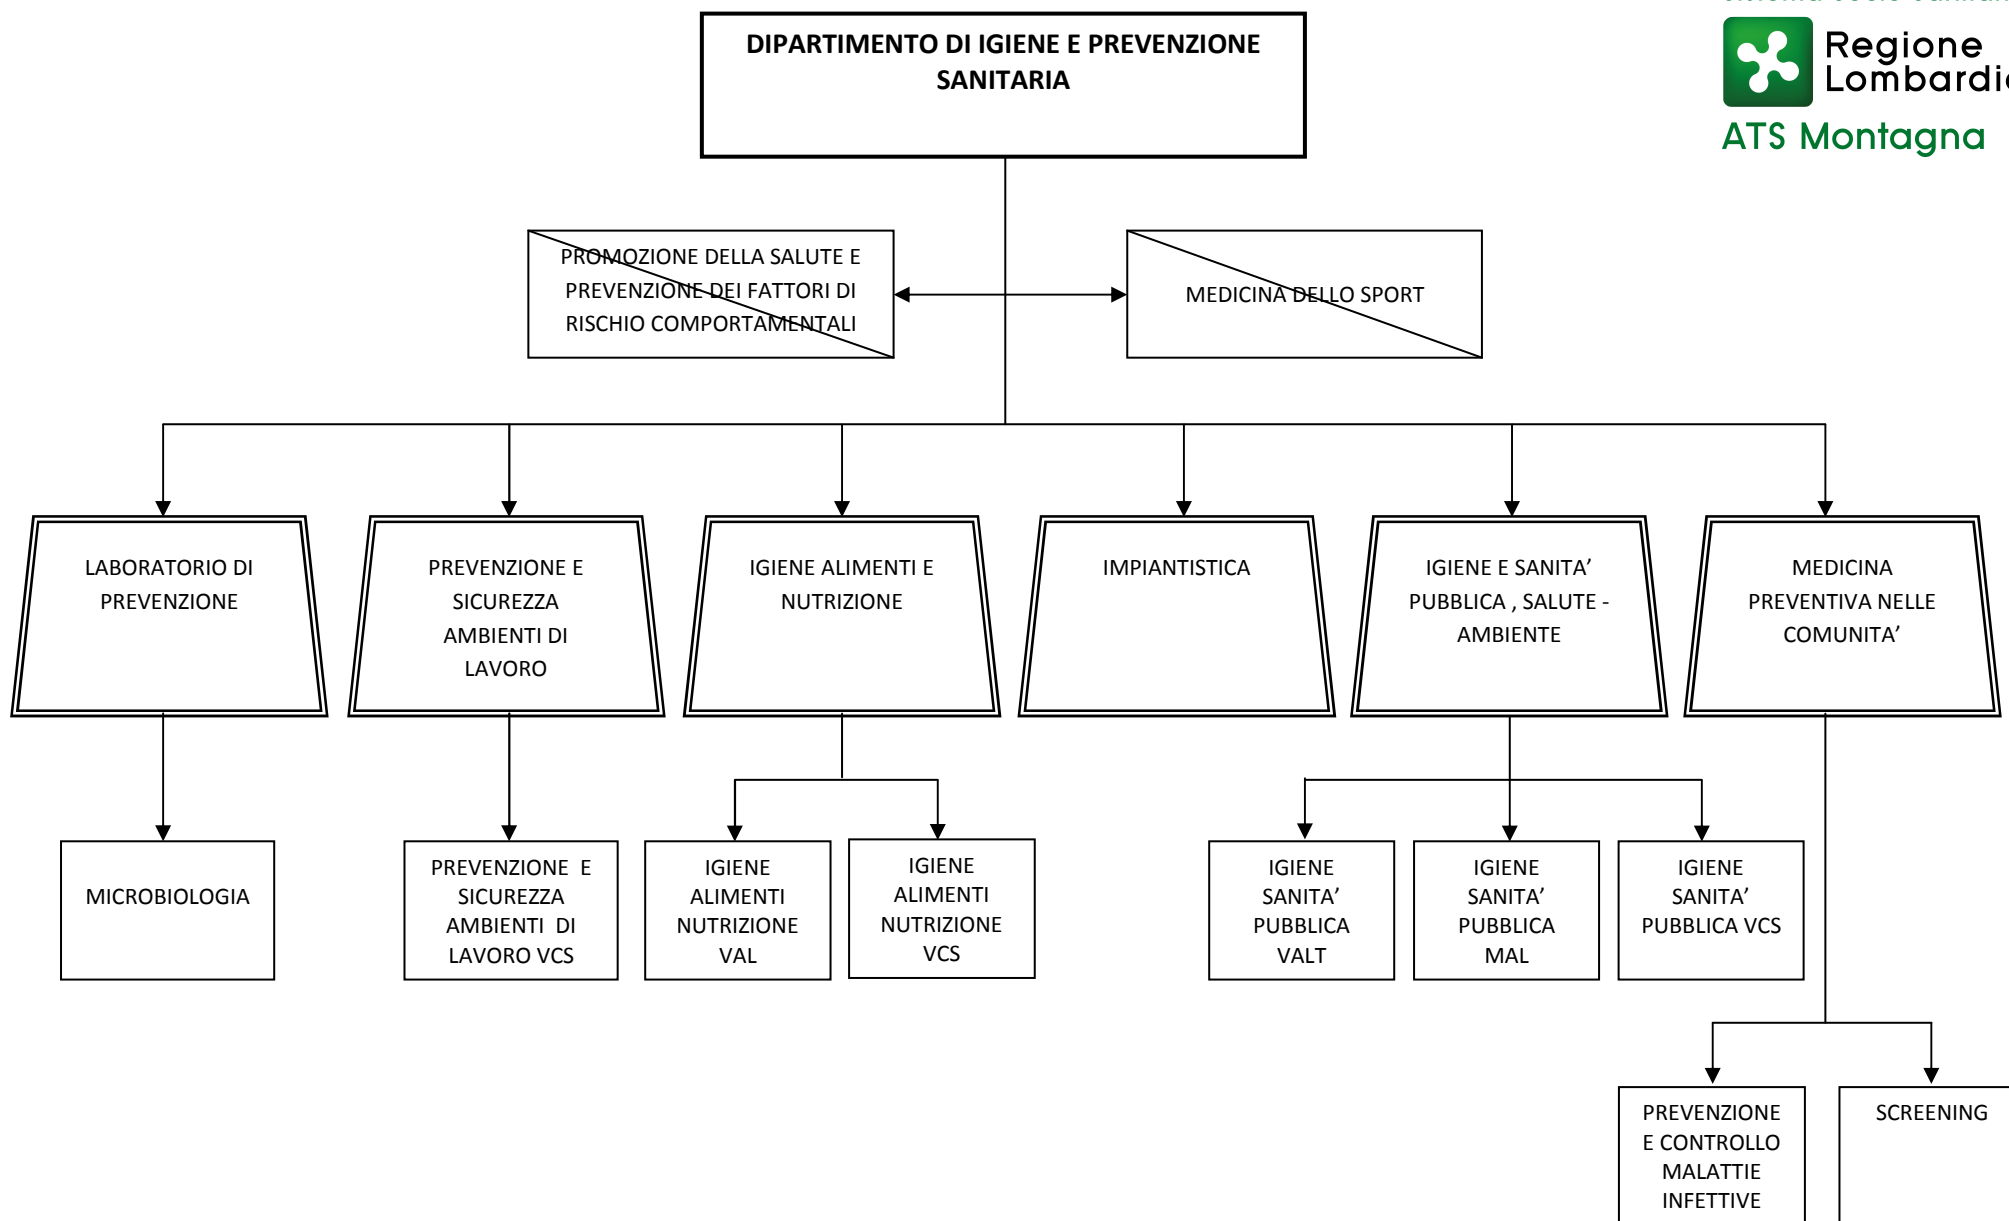 DIPARTIMENTO DI IGIENE E PREVENZIONE
SANITARIA
Regione
Lombardia
ATS Montagna
PROMOZIONE DELLA SALUTE E
PREVENZIONE DEI FATTORI DI
RISCHIO COMPORTAMENTALI
MEDICINA DELLO SPORT
LABORATORIO DI
PREVENZIONE
PREVENZIONE E
SICUREZZA
AMBIENTI DI
LAVORO
IGIENE ALIMENTI E
NUTRIZIONE
IMPIANTISTICA
IGIENE E SANITA’
PUBBLICA , SALUTE -
AMBIENTE
MEDICINA
PREVENTIVA NELLE
COMUNITA’
MICROBIOLOGIA
PREVENZIONE E
SICUREZZA
AMBIENTI DI
LAVORO VCS
IGIENE
ALIMENTI
NUTRIZIONE
VAL
IGIENE
ALIMENTI
NUTRIZIONE
VCS
IGIENE
SANITA’
PUBBLICA
VALT
IGIENE
SANITA’
PUBBLICA
MAL
IGIENE
SANITA’
PUBBLICA VCS
PREVENZIONE
E CONTROLLO
MALATTIE
INFETTIVE
SCREENING